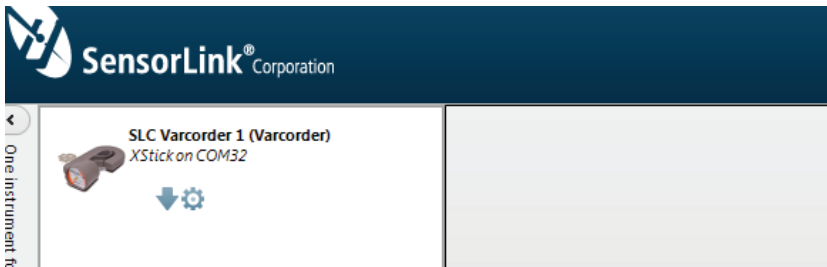 SensorLink® Corporation
SLC Varcorder 1 (Varcorder)
XStick on COM32
One instrument